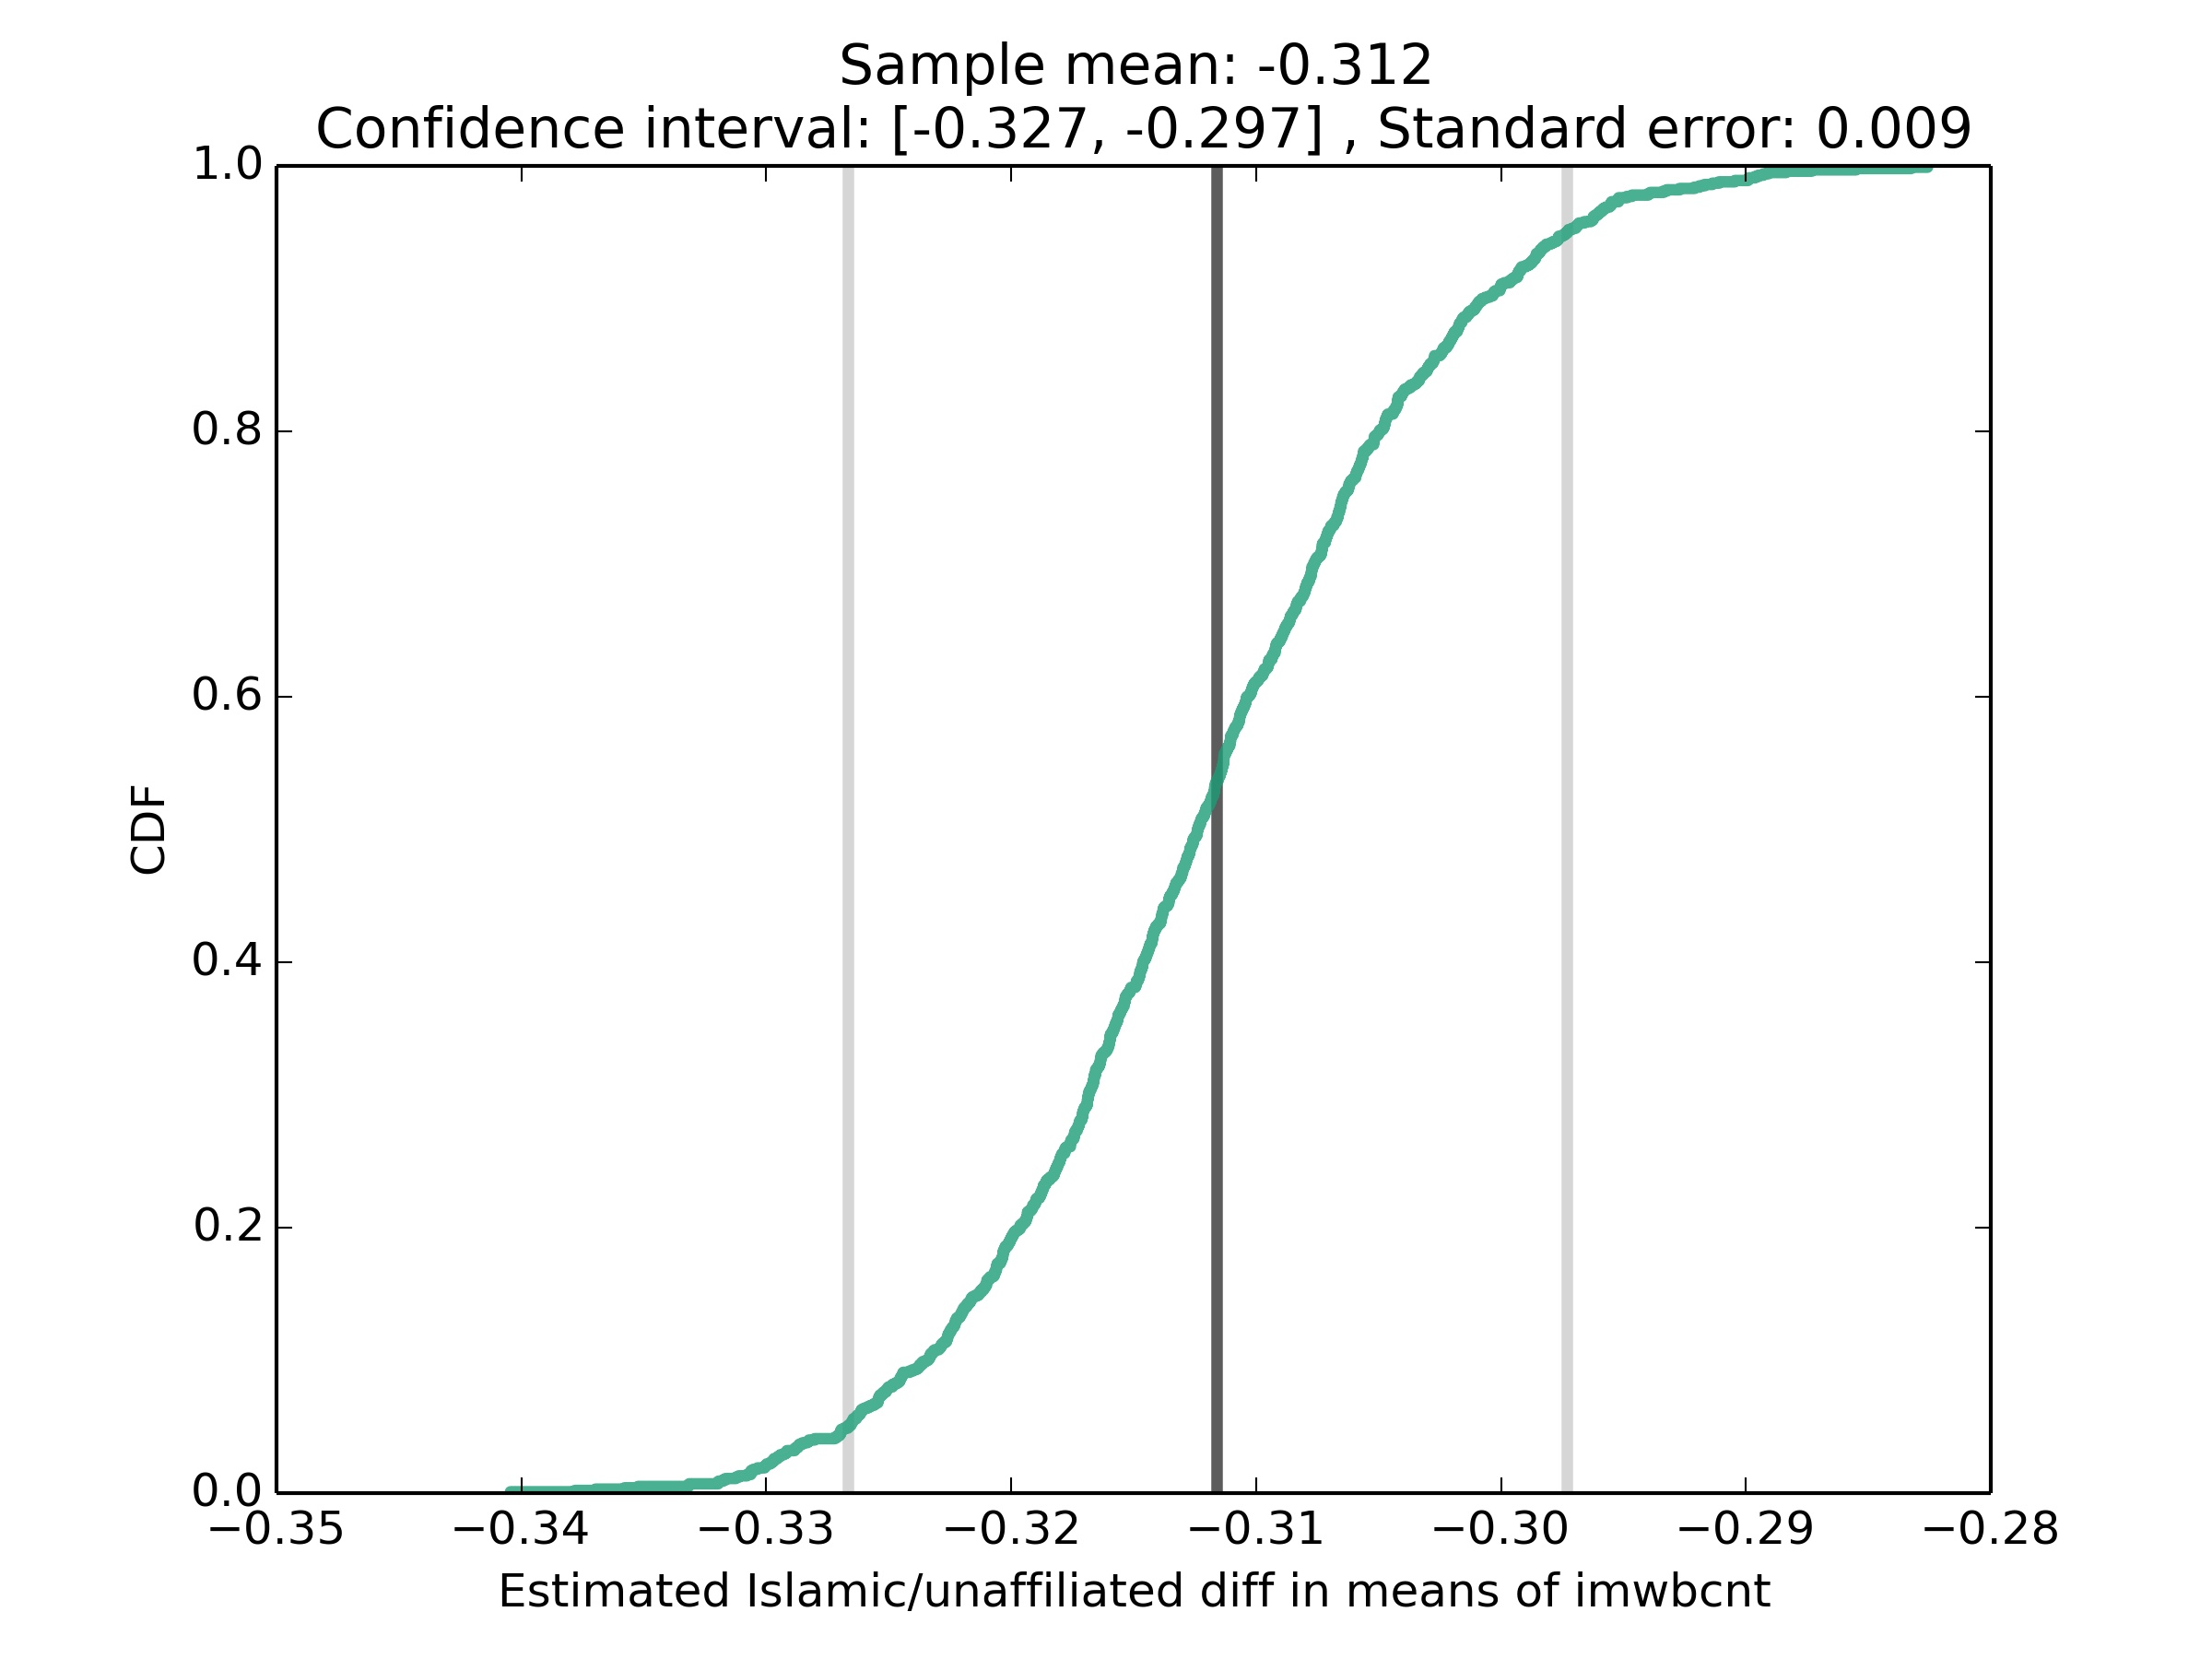 Sample mean: -0.312
Confidence interval: [-0.327, -0.297] , Standard error: 0.009
1.0
0.8
0.6
0.4
0.2
0.0
CDF
−0.35 −0.34 −0.33 −0.32 −0.31 −0.30 −0.29 −0.28
Estimated Islamic/unaffiliated diff in means of imwbcnt